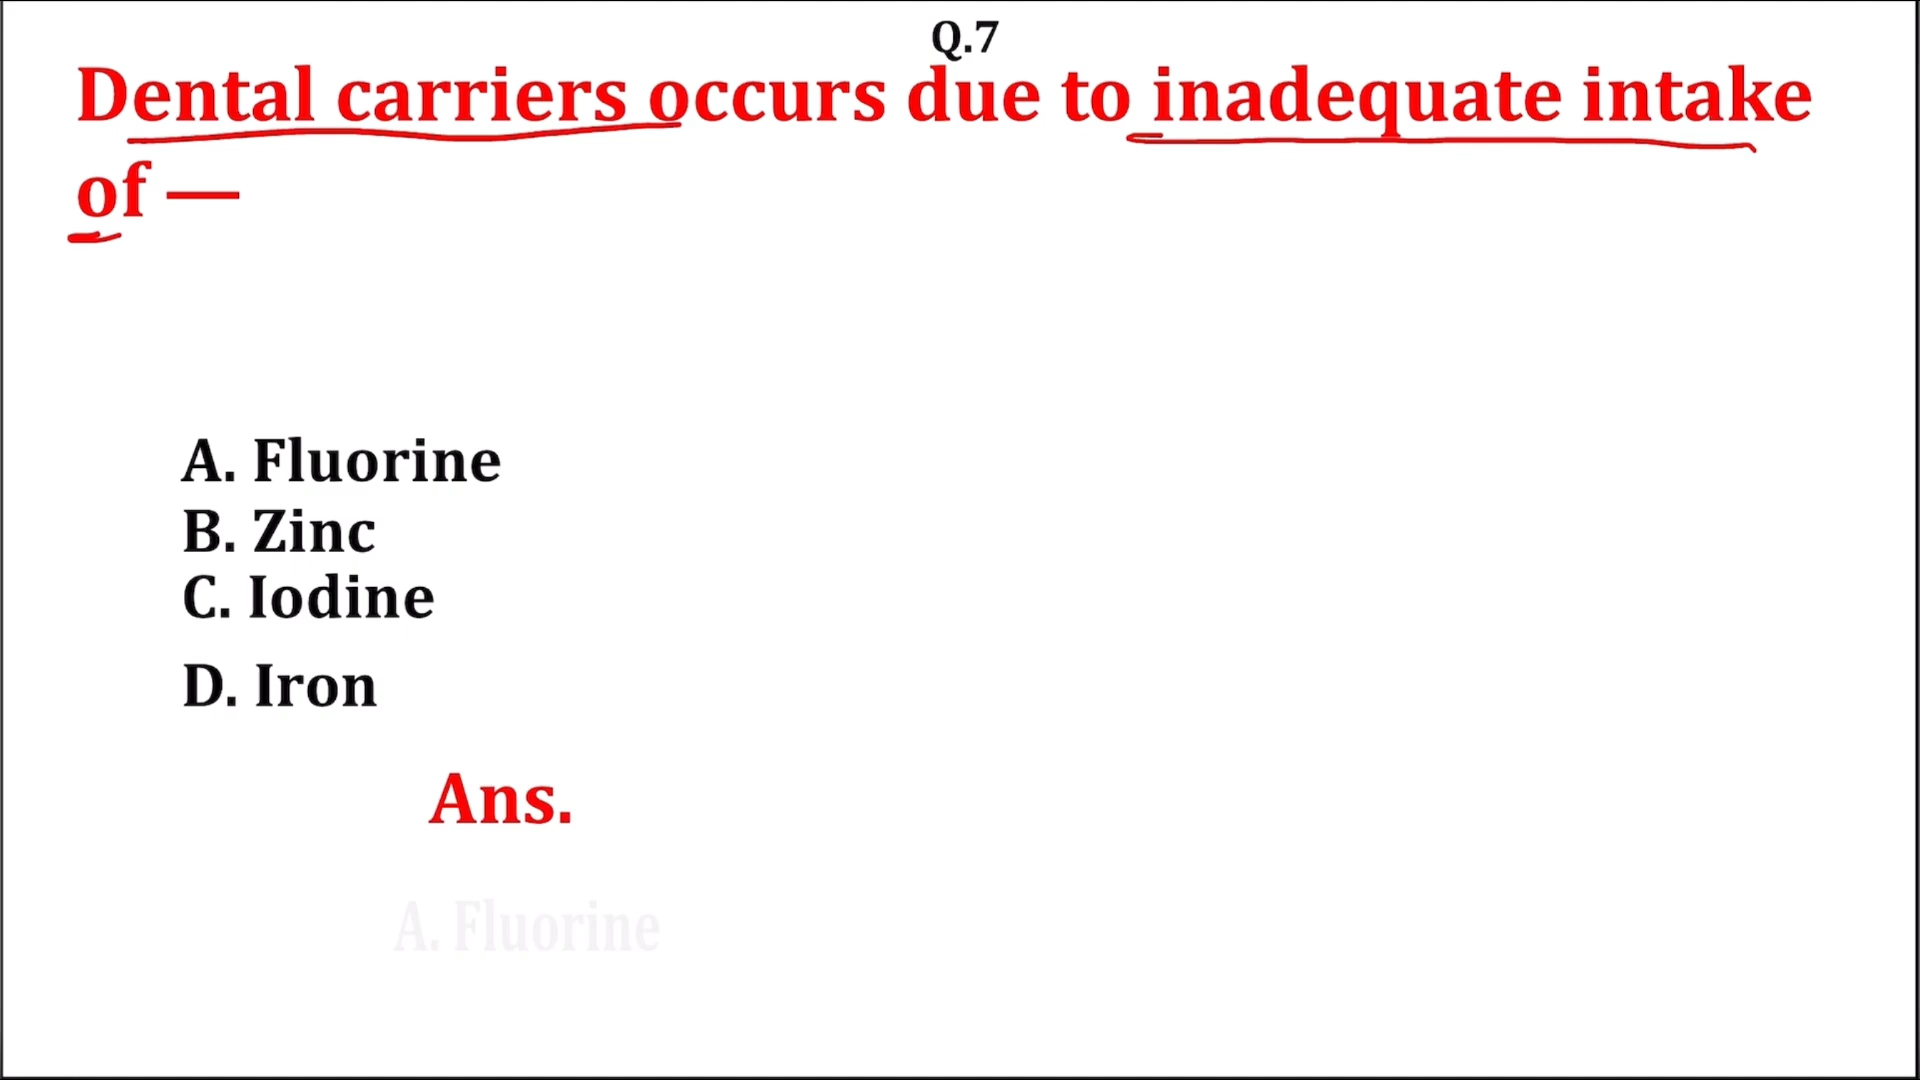 Q.7
Dental carriers occurs due to inadequate intake
of —
A. Fluorine
B. Zinc
C. Iodine
D. Iron
Ans.
A. Fluorine